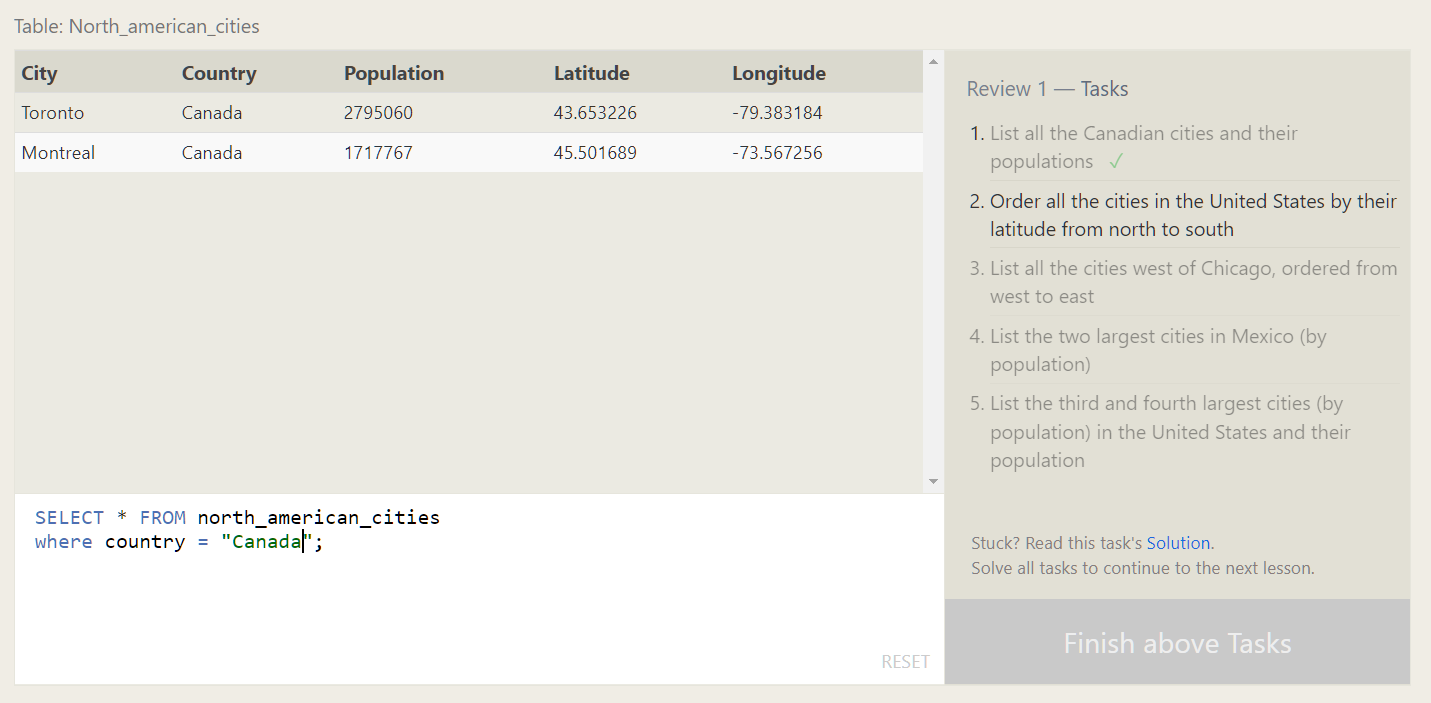 Table: North_american_cities
City Country Population Latitude Longitude
Toronto Canada 2795060 43.653226 -79.383184
Montreal Canada 1717767 45.501689 -73.567256
SELECT * FROM north_american_cities
where country = "Canada";
RESET
Review 1 — Tasks
1. List all the Canadian cities and their
populations ✓
2. Order all the cities in the United States by their
latitude from north to south
3. List all the cities west of Chicago, ordered from
west to east
4. List the two largest cities in Mexico (by
population)
5. List the third and fourth largest cities (by
population) in the United States and their
population
Stuck? Read this task's Solution.
Solve all tasks to continue to the next lesson.
Finish above Tasks